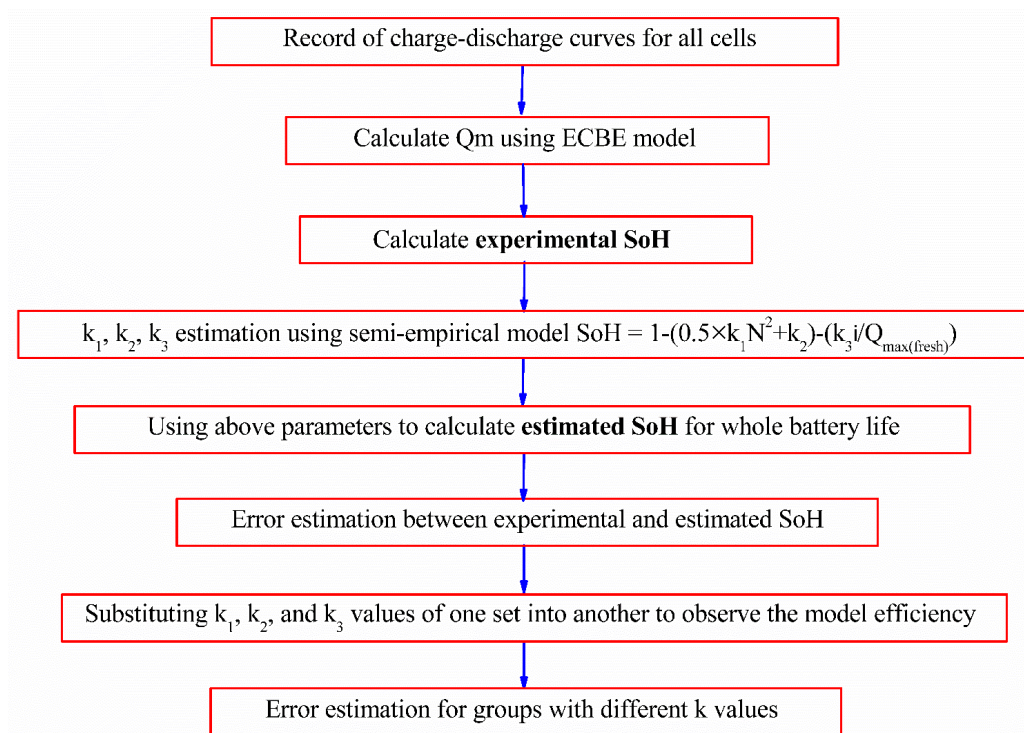 Record of charge-discharge curves for all cells
Calculate Qm using ECBE model
Calculate experimental SoH
k₁, k₂, k₃ estimation using semi-empirical model SoH = 1-(0.5×k₁N²+k₂)-(k₃i/Qₘₐₓ₍fresh₎)
Using above parameters to calculate estimated SoH for whole battery life
Error estimation between experimental and estimated SoH
Substituting k₁, k₂, and k₃ values of one set into another to observe the model efficiency
Error estimation for groups with different k values